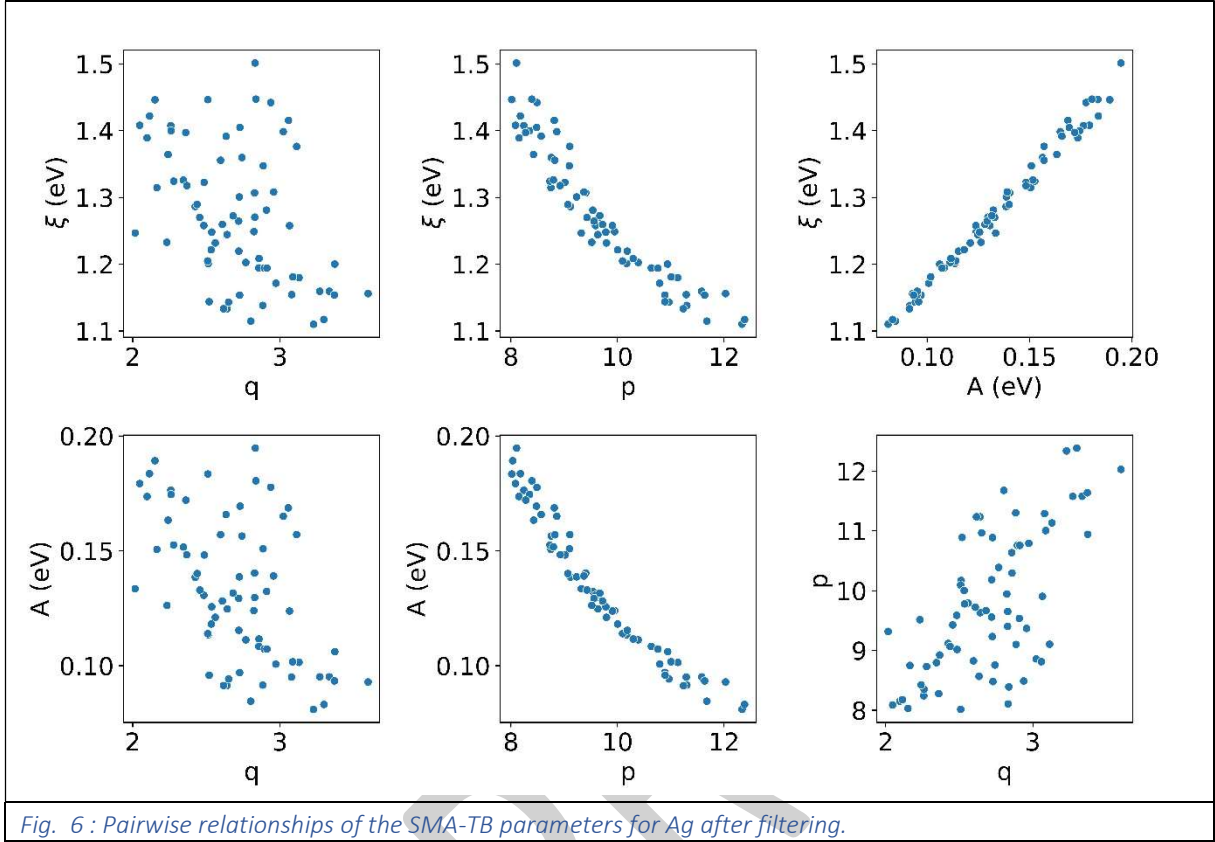 1.5
1.4
1.3
1.2
1.1
ξ (eV)
2 3
q
1.5
1.4
1.3
1.2
1.1
ξ (eV)
8 10 12
p
1.5
1.4
1.3
1.2
1.1
ξ (eV)
0.10 0.15 0.20
A (eV)
0.20
0.15
0.10
A (eV)
2 3
q
0.20
0.15
0.10
A (eV)
8 10 12
p
12
11
10
9
8
p
2 3
q
Fig. 6 : Pairwise relationships of the SMA-TB parameters for Ag after filtering.